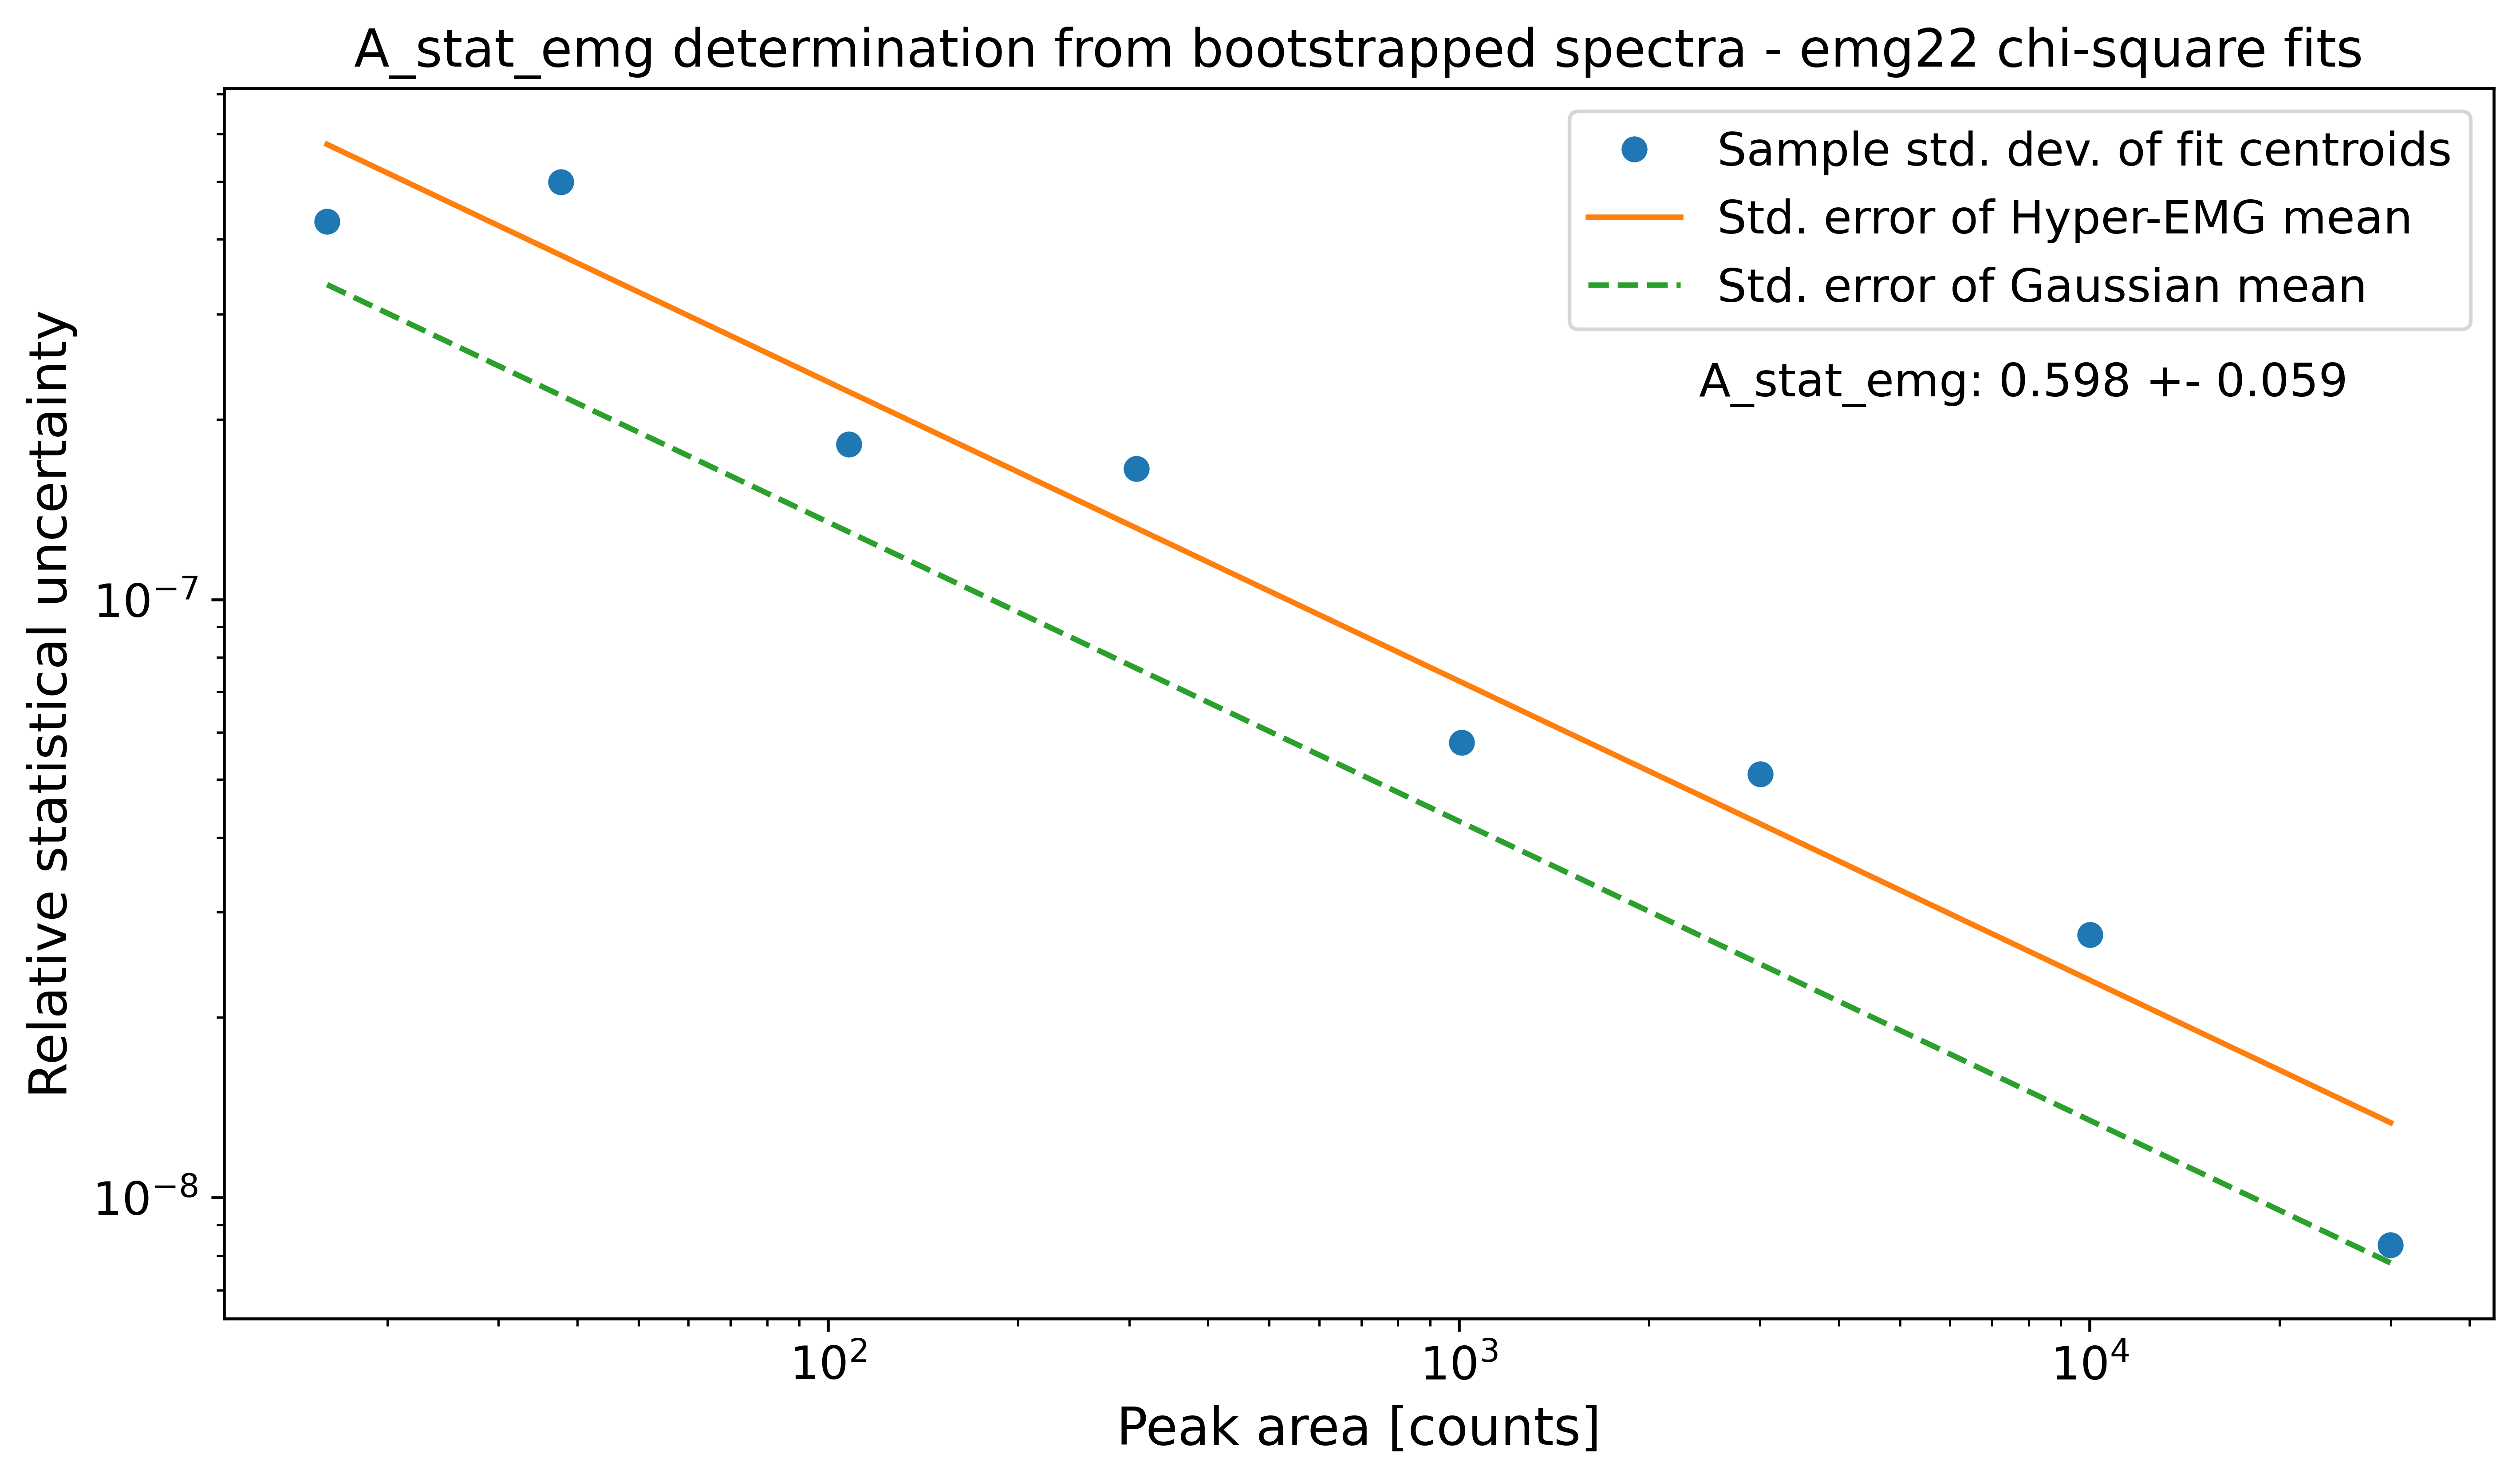 A_stat_emg determination from bootstrapped spectra - emg22 chi-square fits
Sample std. dev. of fit centroids
Std. error of Hyper-EMG mean
Std. error of Gaussian mean
A_stat_emg: 0.598 +- 0.059
Relative statistical uncertainty
10⁻⁷
10⁻⁸
10² 10³ 10⁴
Peak area [counts]